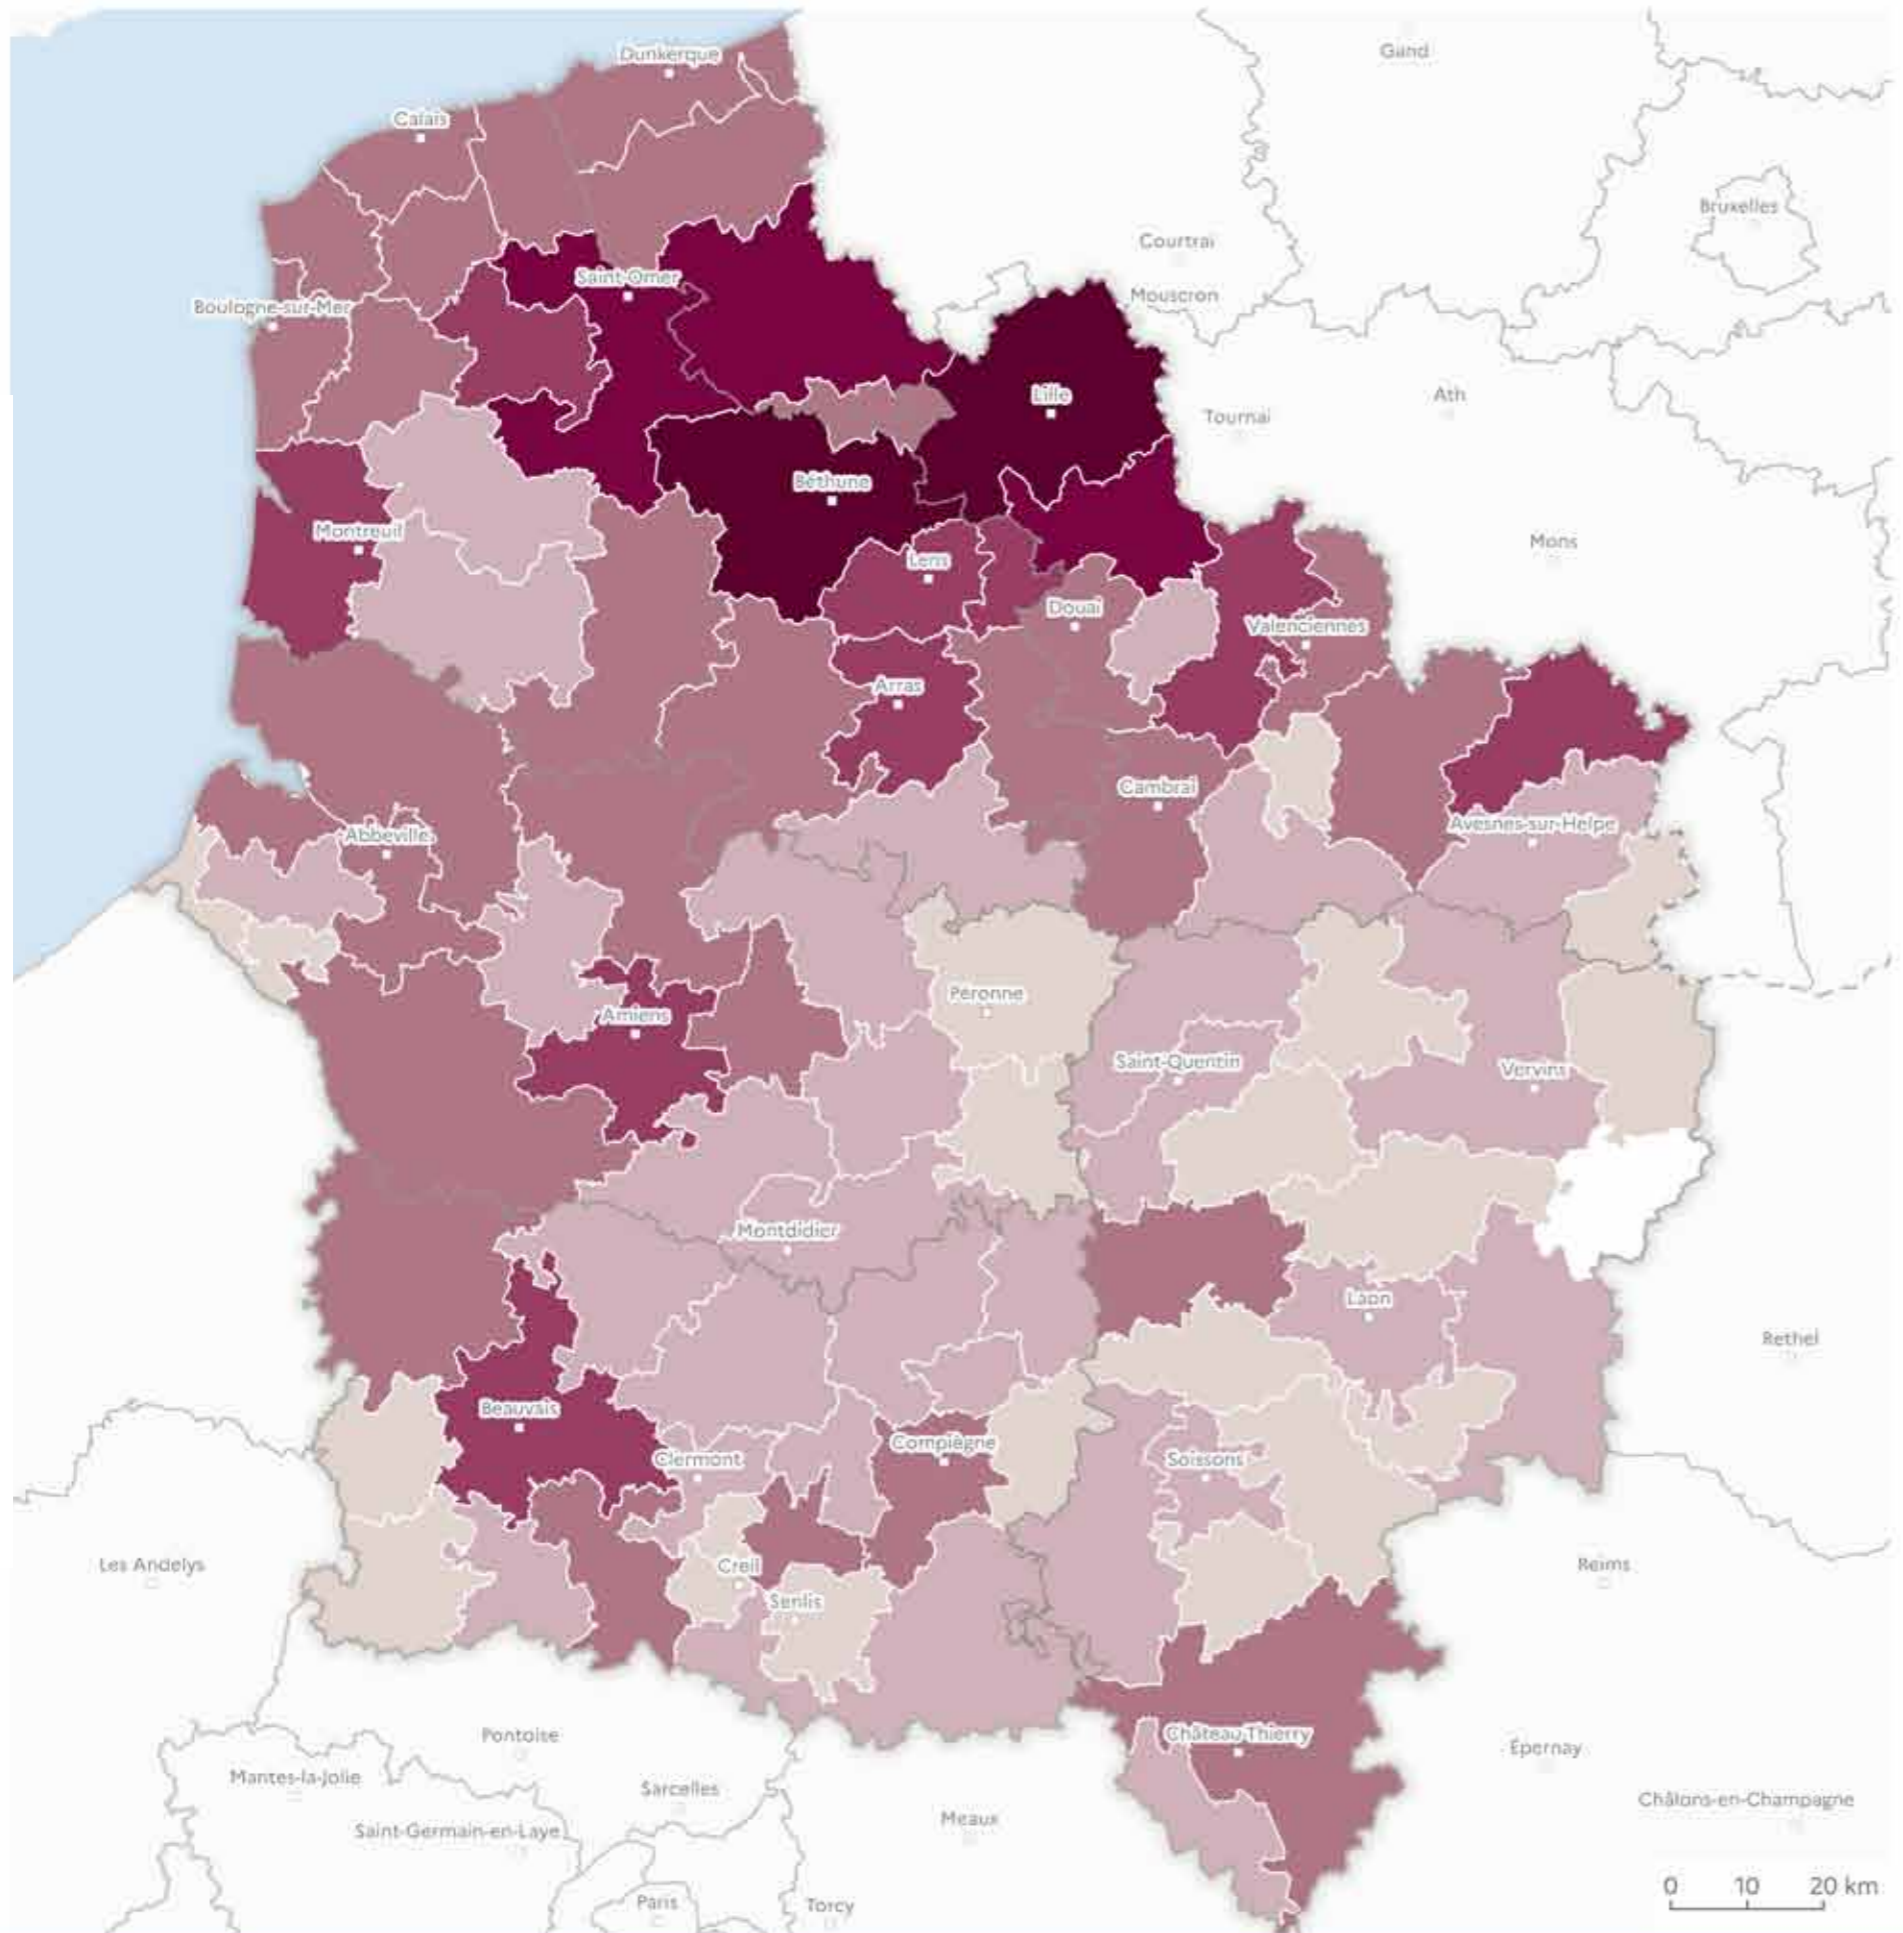 Dunkerque
Gand
Calais
Bruxelles
Courtrai
Saint-Omer
Mouscron
Boulogne-sur-Mer
Lille
Ath
Tournai
Béthune
Montreuil
Mons
Lens
Douai
Valenciennes
Arras
Cambrai
Avesnes-sur-Helpe
Abbeville
Péronne
Amiens
Saint-Quentin
Vervins
Montdidier
Laon
Rethel
Beauvais
Compiègne
Clermont
Soissons
Les Andelys
Creil
Reims
Senlis
Pontoise
Château-Thierry
Épernay
Mantes-la-Jolie
Sarcelles
Châlons-en-Champagne
Meaux
Saint-Germain-en-Laye
Paris
Torcy
0 10 20 km